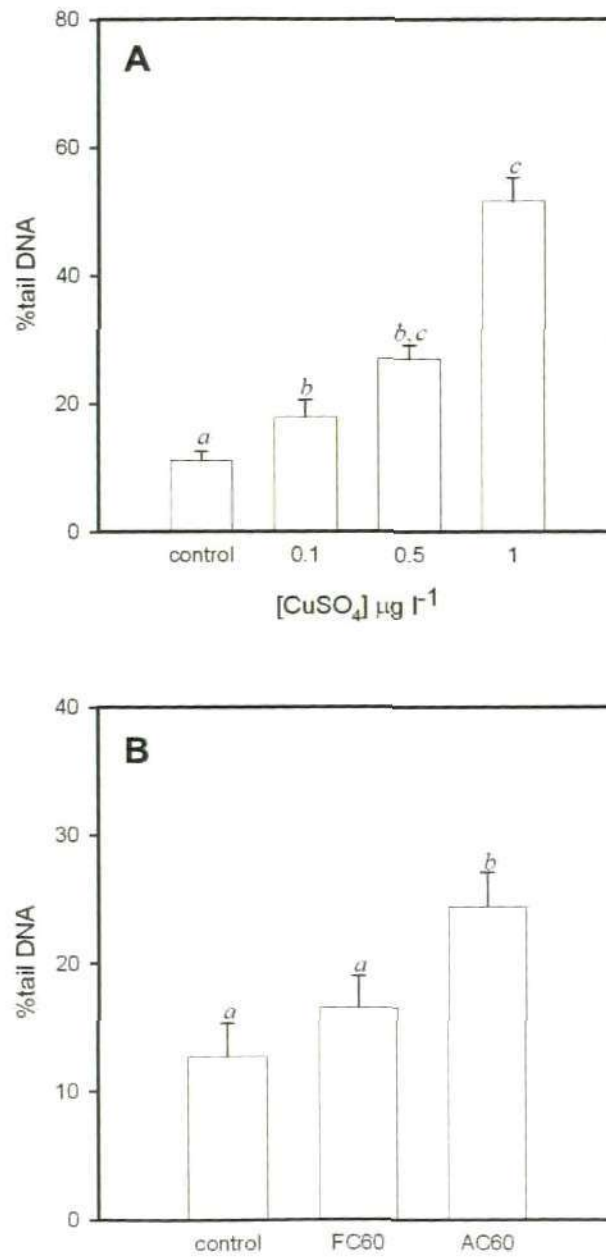 80
A
60
40
20
0
%tail DNA
a
b
b,c
c
control 0.1 0.5 1
[CuSO₄] µg l⁻¹
40
B
30
20
10
0
%tail DNA
a
a
b
control FC60 AC60